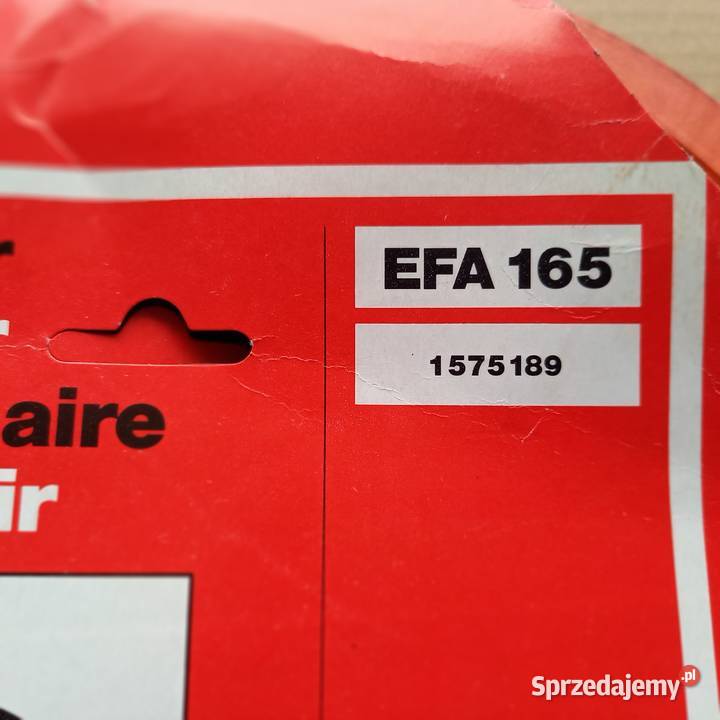 r
EFA 165
r
1575189
aire
ir
Sprzedajemy.pl